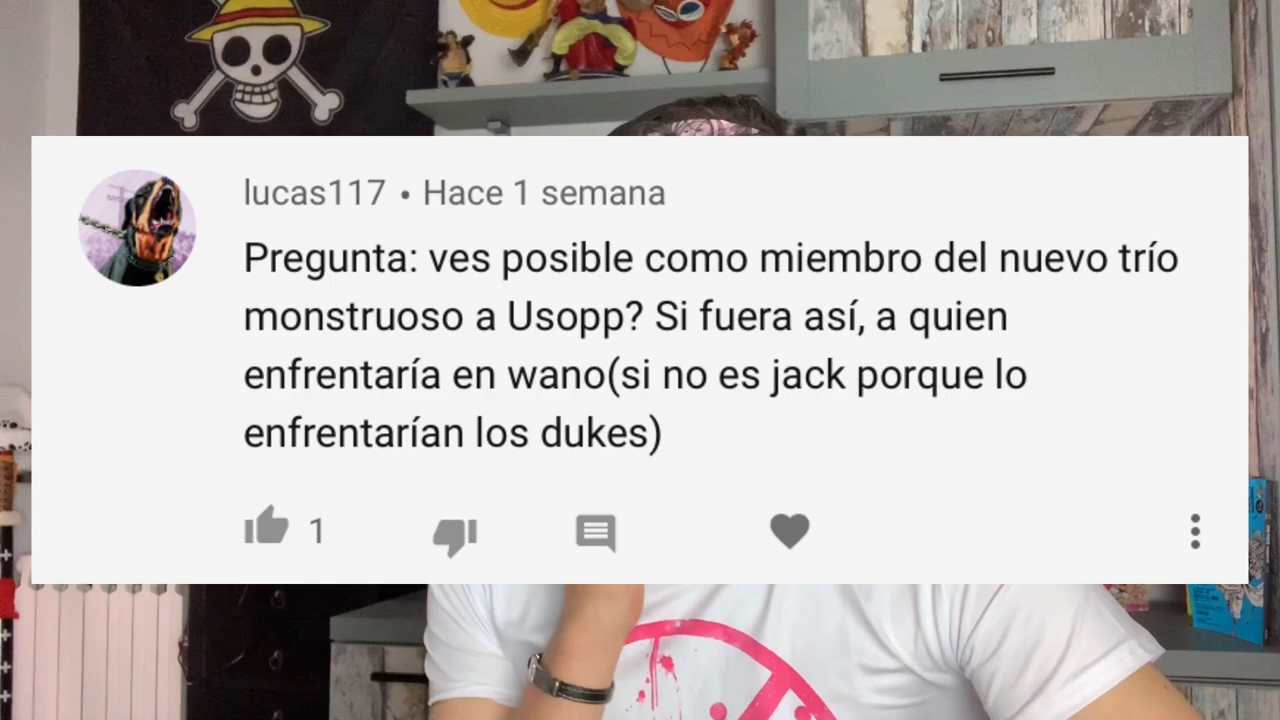 lucas117 • Hace 1 semana
Pregunta: ves posible como miembro del nuevo trío
monstruoso a Usopp? Si fuera así, a quien
enfrentaría en wano(si no es jack porque lo
enfrentarían los dukes)
1